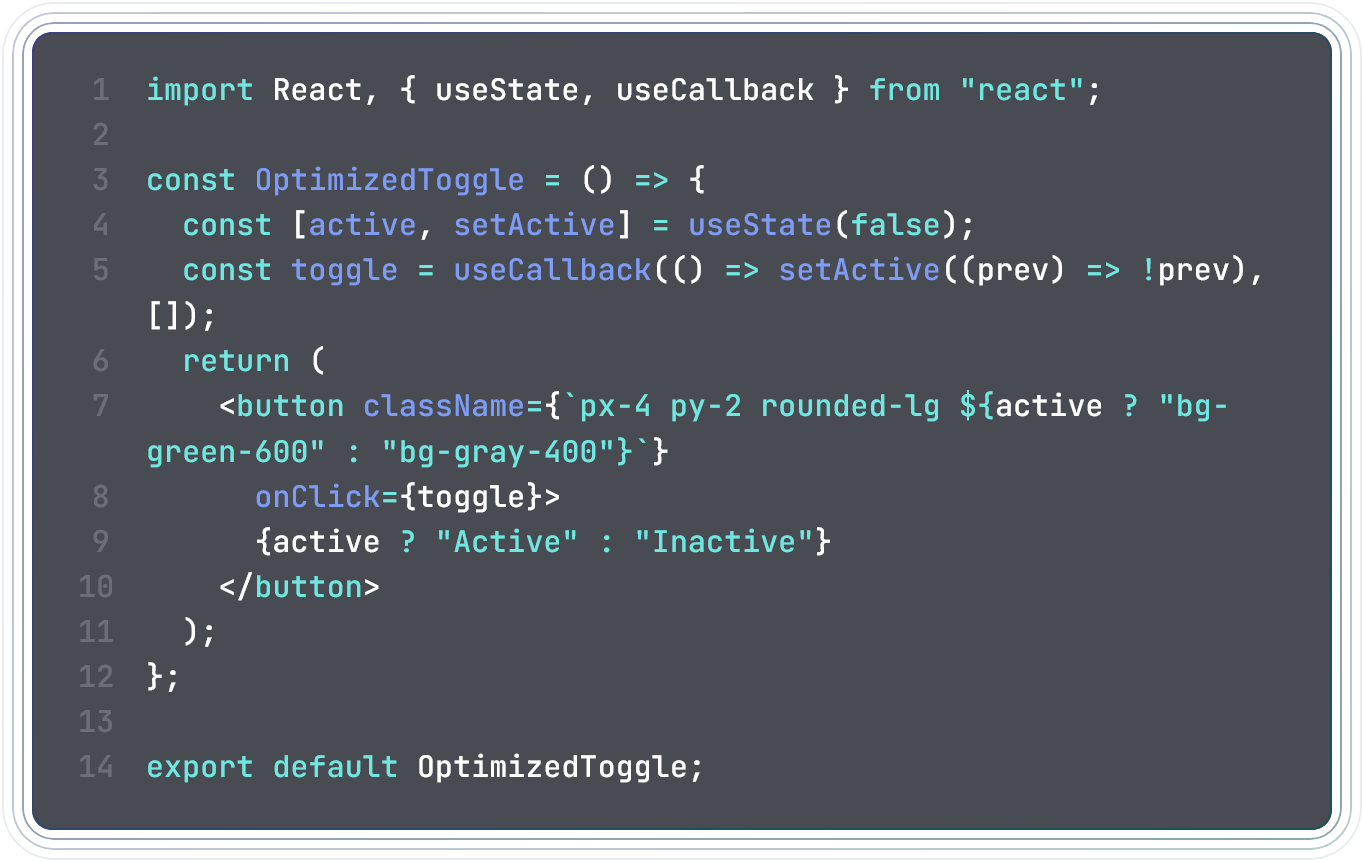 1 import React, { useState, useCallback } from "react";
2
3 const OptimizedToggle = () => {
4   const [active, setActive] = useState(false);
5   const toggle = useCallback(() => setActive((prev) => !prev),
[]);
6   return (
7     <button className={`px-4 py-2 rounded-lg ${active ? "bg-
green-600" : "bg-gray-400"}`}
8       onClick={toggle}>
9       {active ? "Active" : "Inactive"}
10     </button>
11   );
12 };
13
14 export default OptimizedToggle;